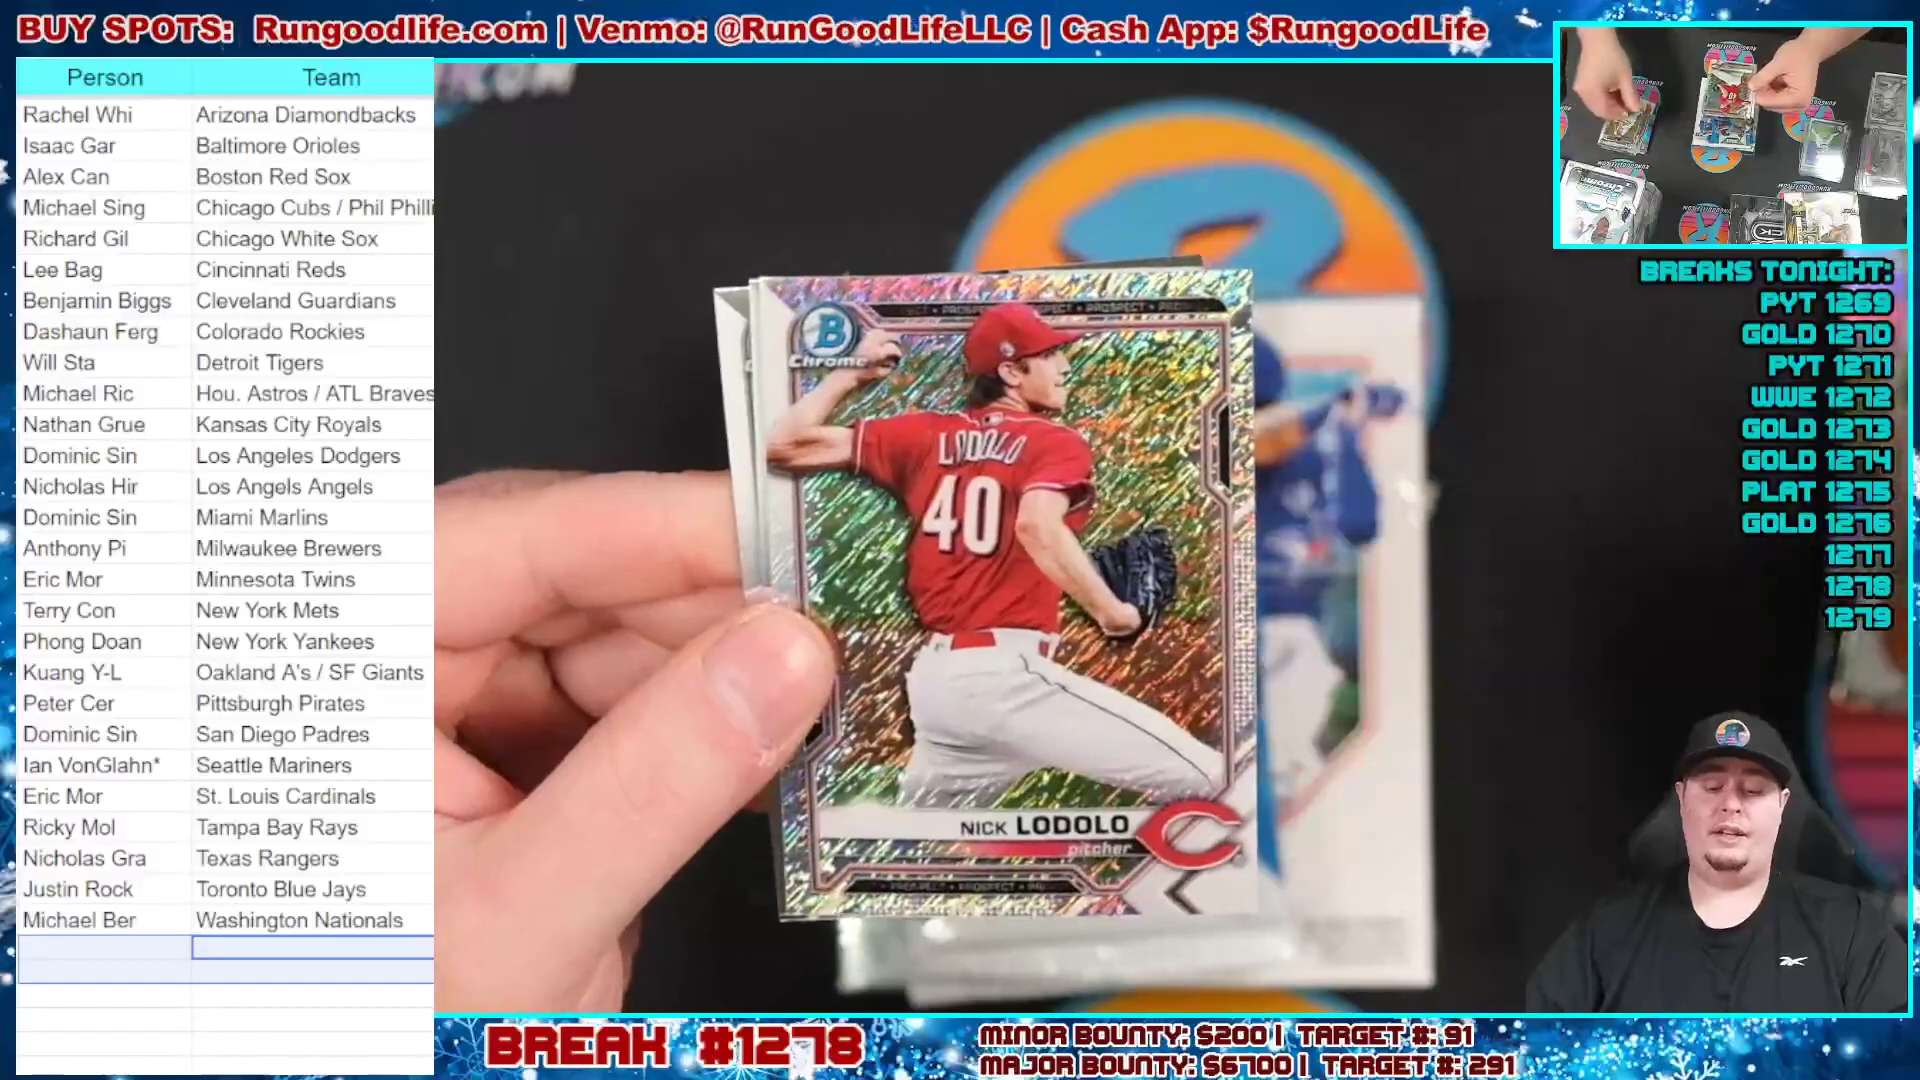 BUY SPOTS: Rungoodlife.com | Venmo: @RunGoodLifeLLC | Cash App: $RungoodLife
Person Team
Rachel Whi Arizona Diamondbacks
Isaac Gar Baltimore Orioles
Alex Can Boston Red Sox
Michael Sing Chicago Cubs / Phil Philli
Richard Gil Chicago White Sox
Lee Bag Cincinnati Reds
Benjamin Biggs Cleveland Guardians
Dashaun Ferg Colorado Rockies
Will Sta Detroit Tigers
Michael Ric Hou. Astros / ATL Braves
Nathan Grue Kansas City Royals
Dominic Sin Los Angeles Dodgers
Nicholas Hir Los Angels Angels
Dominic Sin Miami Marlins
Anthony Pi Milwaukee Brewers
Eric Mor Minnesota Twins
Terry Con New York Mets
Phong Doan New York Yankees
Kuang Y-L Oakland A's / SF Giants
Peter Cer Pittsburgh Pirates
Dominic Sin San Diego Padres
Ian VonGlahn* Seattle Mariners
Eric Mor St. Louis Cardinals
Ricky Mol Tampa Bay Rays
Nicholas Gra Texas Rangers
Justin Rock Toronto Blue Jays
Michael Ber Washington Nationals
.COM
PROSPECT • PROSPECT
B
Chrome
LODOLO
40
NICK LODOLO
pitcher
C
PROSPECT • PROSPECT
BREAKS TONIGHT:
PYT 1269
GOLD 1270
PYT 1271
WWE 1272
GOLD 1273
GOLD 1274
PLAT 1275
GOLD 1276
1277
1278
1279
BREAK #1278
MINOR BOUNTY: $200 | TARGET #: 91
MAJOR BOUNTY: $6700 | TARGET #: 291